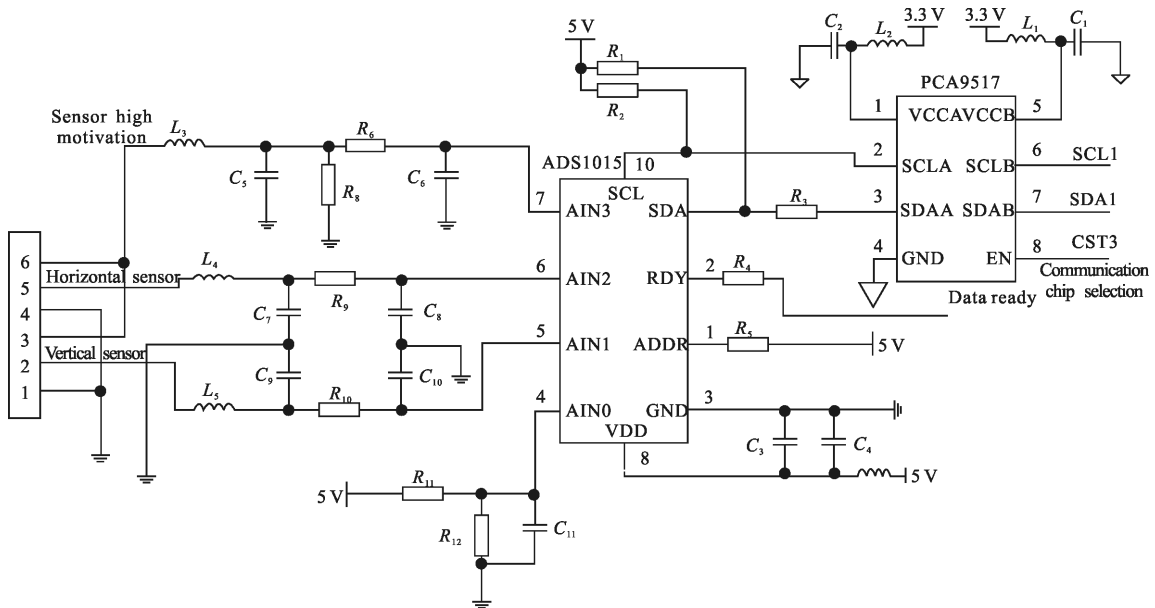 C2 L2 3.3 V 3.3 V L1 C1
5 V
R1
R2
PCA9517
1 VCCA VCCB 5
2 SCLA SCLB 6 SCL1
3 SDAA SDAB 7 SDA1
4 GND EN 8 CST3
Communication
chip selection
Data ready
Sensor high
motivation
L3
R6
C5
R8
C6
ADS1015
10
SCL
7 AIN3 SDA
R3
6 AIN2 RDY 2 R4
5 AIN1 ADDR 1 R5 5 V
4 AIN0 GND 3
VDD
8
C3
C4
5 V
6
5
4
3
2
1
Horizontal sensor
L4
R9
C7
C8
Vertical sensor
C9
C10
L5
R10
5 V
R11
R12
C11